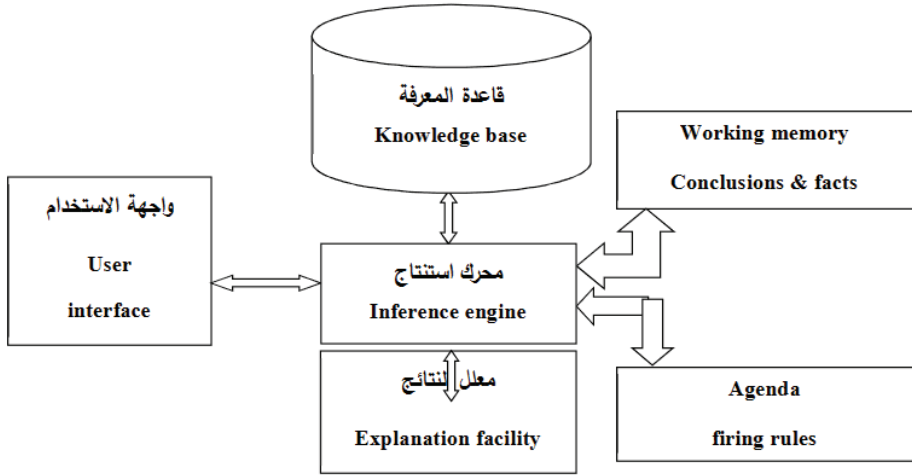 قاعدة المعرفة
Knowledge base
Working memory
Conclusions & facts
واجهة الاستخدام
User
interface
محرك استنتاج
Inference engine
معلل النتائج
Explanation facility
Agenda
firing rules